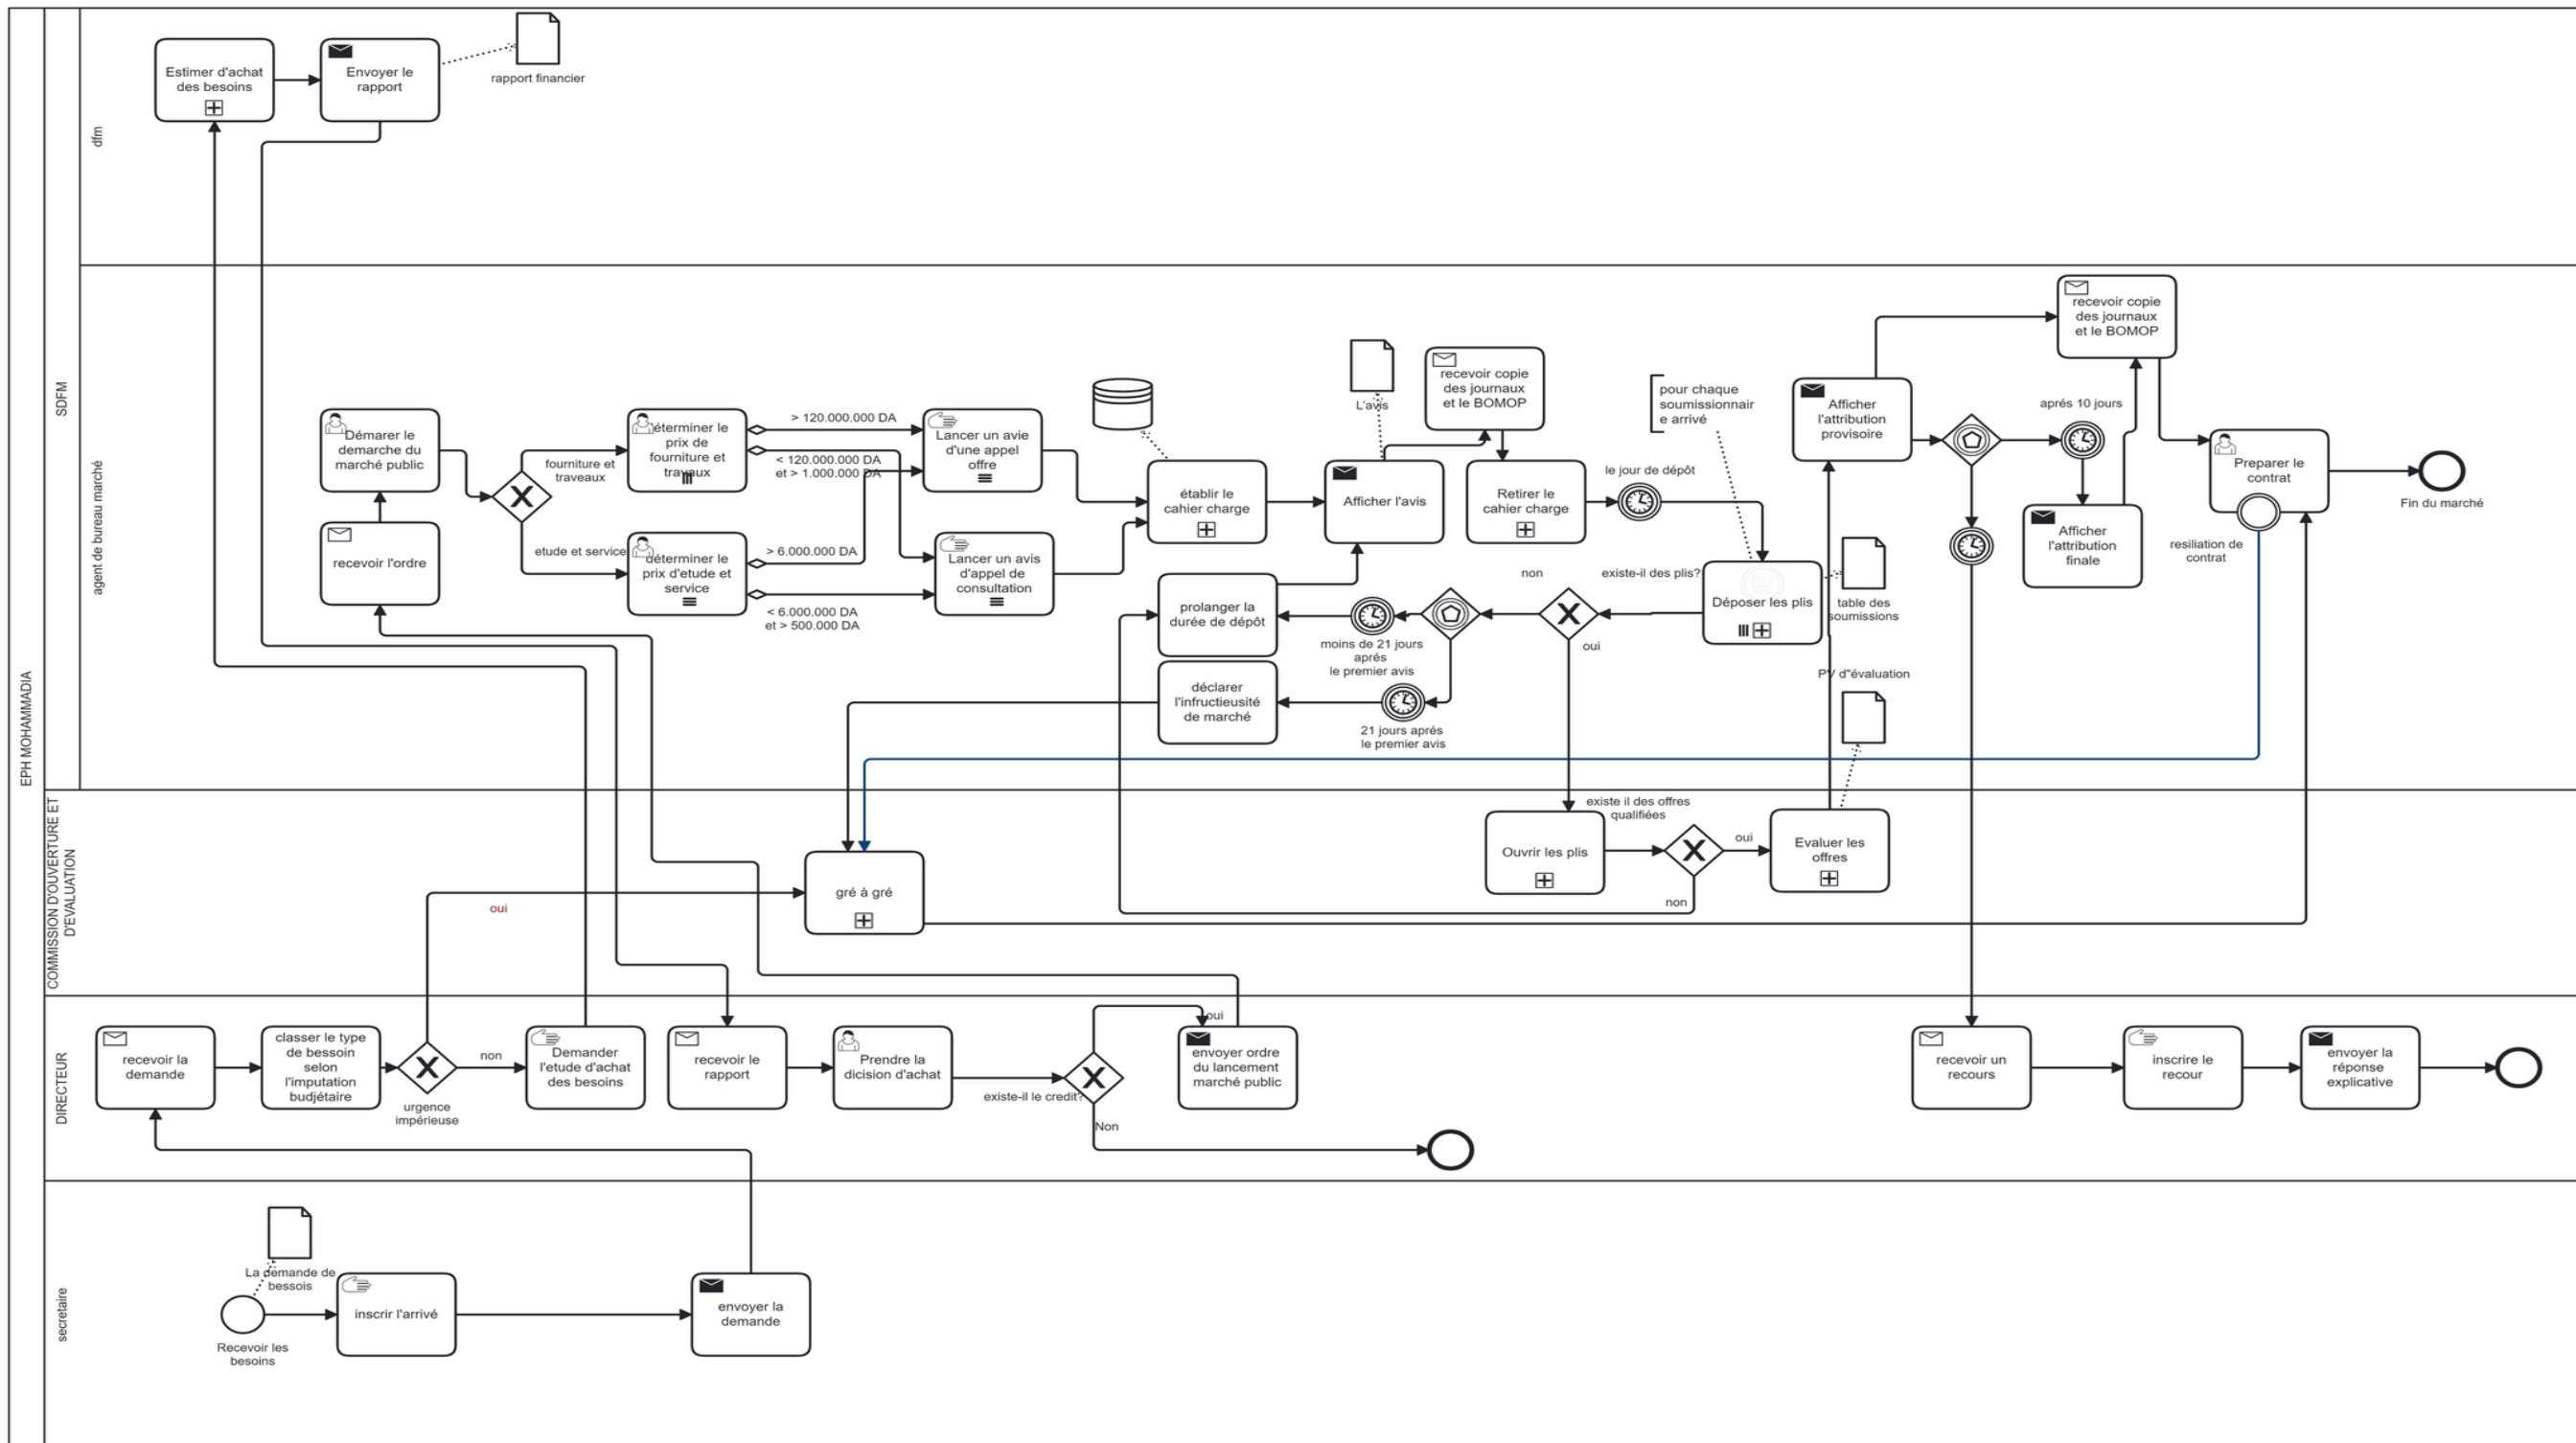 EPH MOHAMMADIA
SDFM
dfm
Estimer d'achat
des besoins
Envoyer le
rapport
rapport financier
agent de bureau marché
Démarer le
demarche du
marché public
recevoir l'ordre
fourniture et
traveaux
etude et service
éterminer le
prix de
fourniture et
travaux
déterminer le
prix d'etude et
service
> 120.000.000 DA
< 120.000.000 DA
et > 1.000.000 DA
> 6.000.000 DA
< 6.000.000 DA
et > 500.000 DA
Lancer un avie
d'une appel
offre
Lancer un avis
d'appel de
consultation
établir le
cahier charge
L'avis
Afficher l'avis
recevoir copie
des journaux
et le BOMOP
Retirer le
cahier charge
le jour de dépôt
pour chaque
soumissionnair
e arrivé
Déposer les plis
table des
soumissions
existe-il des plis?
non
oui
moins de 21 jours
aprés
le premier avis
21 jours aprés
le premier avis
prolanger la
durée de dépôt
déclarer
l'infructieusité
de marché
PV d"évaluation
Afficher
l'attribution
provisoire
aprés 10 jours
Afficher
l'attribution
finale
recevoir copie
des journaux
et le BOMOP
Preparer le
contrat
resiliation de
contrat
Fin du marché
COMMISSION D'OUVERTURE ET
D'EVALUATION
gré à gré
oui
Ouvrir les plis
existe il des offres
qualifiées
oui
non
Evaluer les
offres
DIRECTEUR
recevoir la
demande
classer le type
de bessoin
selon
l'imputation
budjétaire
urgence
impérieuse
non
Demander
l'etude d'achat
des besoins
recevoir le
rapport
Prendre la
dicision d'achat
existe-il le credit?
oui
Non
envoyer ordre
du lancement
marché public
recevoir un
recours
inscrire le
recour
envoyer la
réponse
explicative
secretaire
La demande de
bessois
Recevoir les
besoins
inscrir l'arrivé
envoyer la
demande